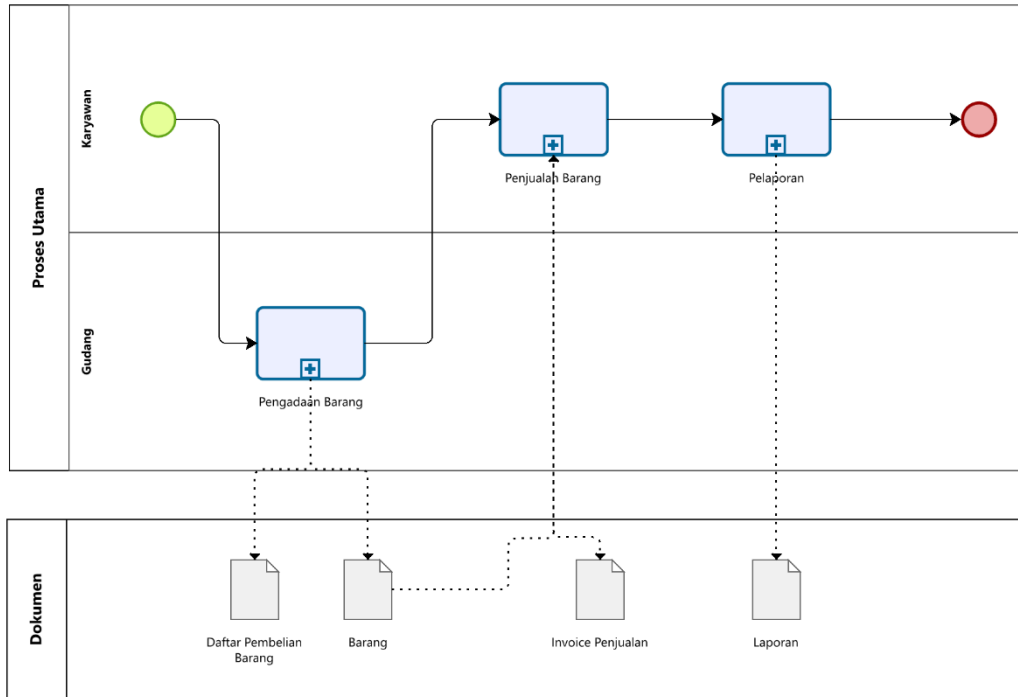 Proses Utama
Karyawan
Penjualan Barang
Pelaporan
Gudang
Pengadaan Barang
Dokumen
Daftar Pembelian
Barang
Barang
Invoice Penjualan
Laporan